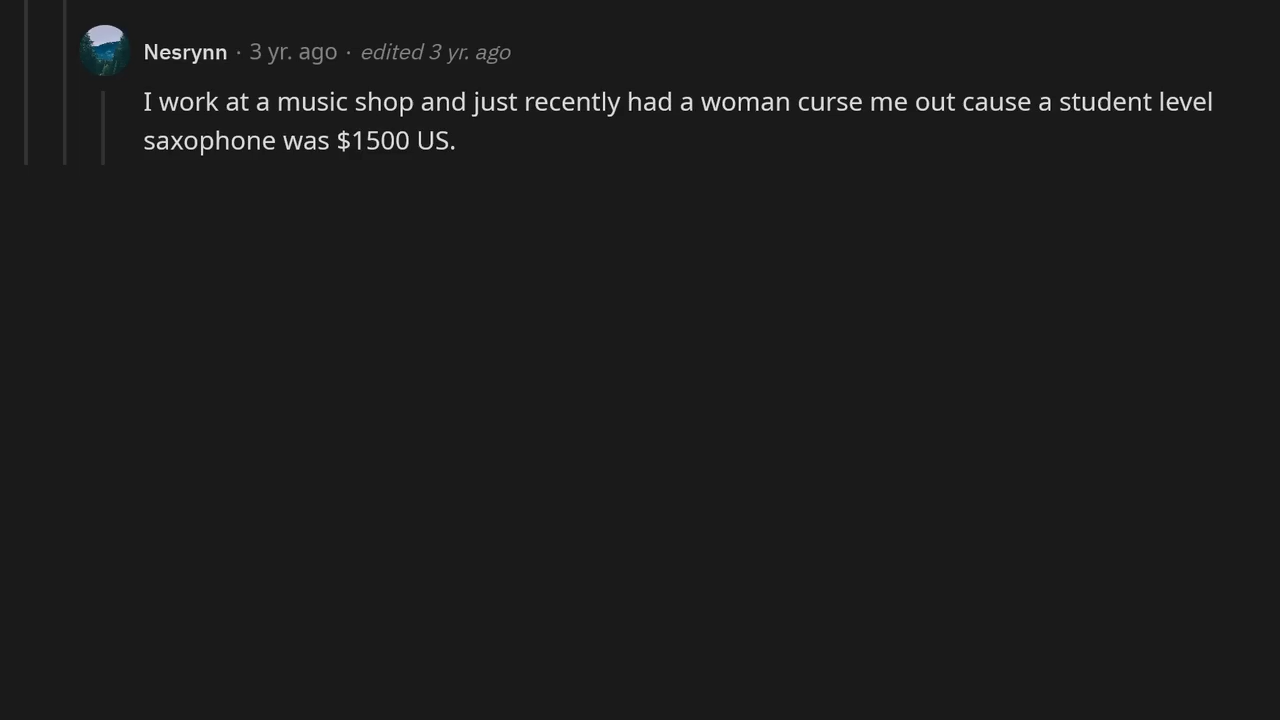 Nesrynn · 3 yr. ago · edited 3 yr. ago
I work at a music shop and just recently had a woman curse me out cause a student level
saxophone was $1500 US.